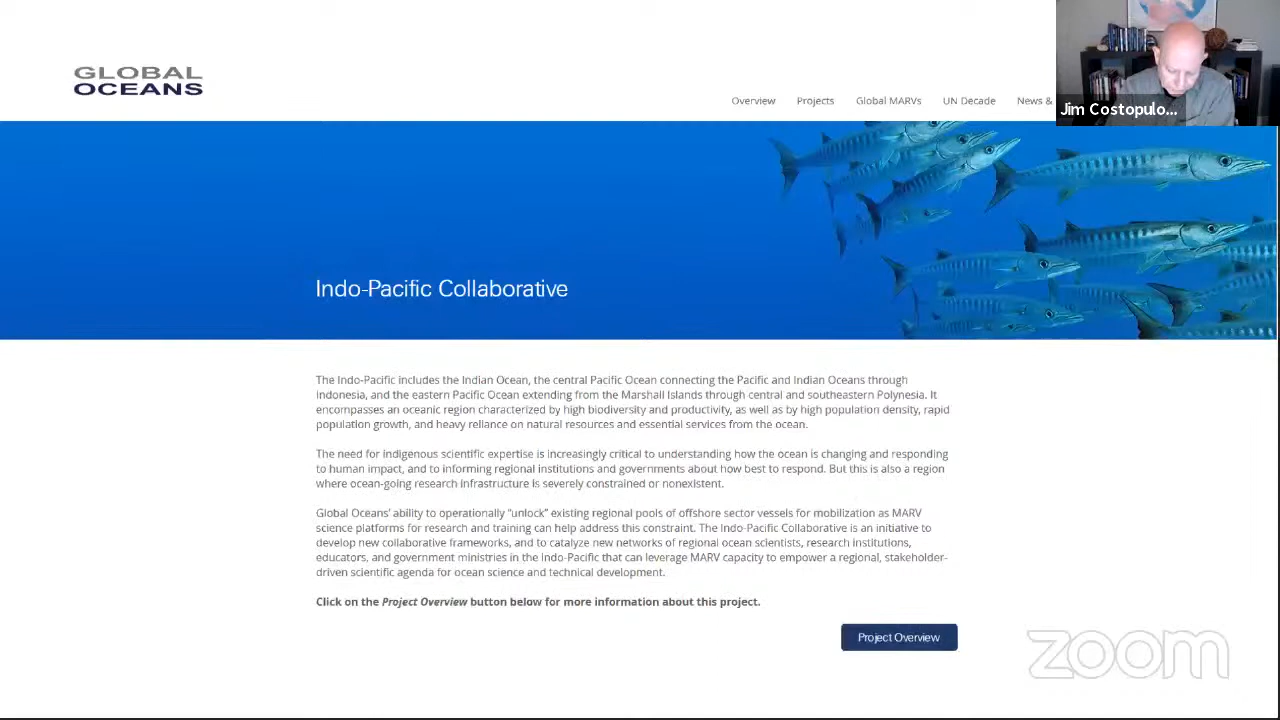 GLOBAL
OCEANS
Overview Projects Global MARVs UN Decade News &
Jim Costopulo...
Indo-Pacific Collaborative
The Indo-Pacific includes the Indian Ocean, the central Pacific Ocean connecting the Pacific and Indian Oceans through
Indonesia, and the eastern Pacific Ocean extending from the Marshall Islands through central and southeastern Polynesia. It
encompasses an oceanic region characterized by high biodiversity and productivity, as well as by high population density, rapid
population growth, and heavy reliance on natural resources and essential services from the ocean.
The need for indigenous scientific expertise is increasingly critical to understanding how the ocean is changing and responding
to human impact, and to informing regional institutions and governments about how best to respond. But this is also a region
where ocean-going research infrastructure is severely constrained or nonexistent.
Global Oceans' ability to operationally "unlock" existing regional pools of offshore sector vessels for mobilization as MARV
science platforms for research and training can help address this constraint. The Indo-Pacific Collaborative is an initiative to
develop new collaborative frameworks, and to catalyze new networks of regional ocean scientists, research institutions,
educators, and government ministries in the Indo-Pacific that can leverage MARV capacity to empower a regional, stakeholder-
driven scientific agenda for ocean science and technical development.
Click on the Project Overview button below for more information about this project.
Project Overview
zoom